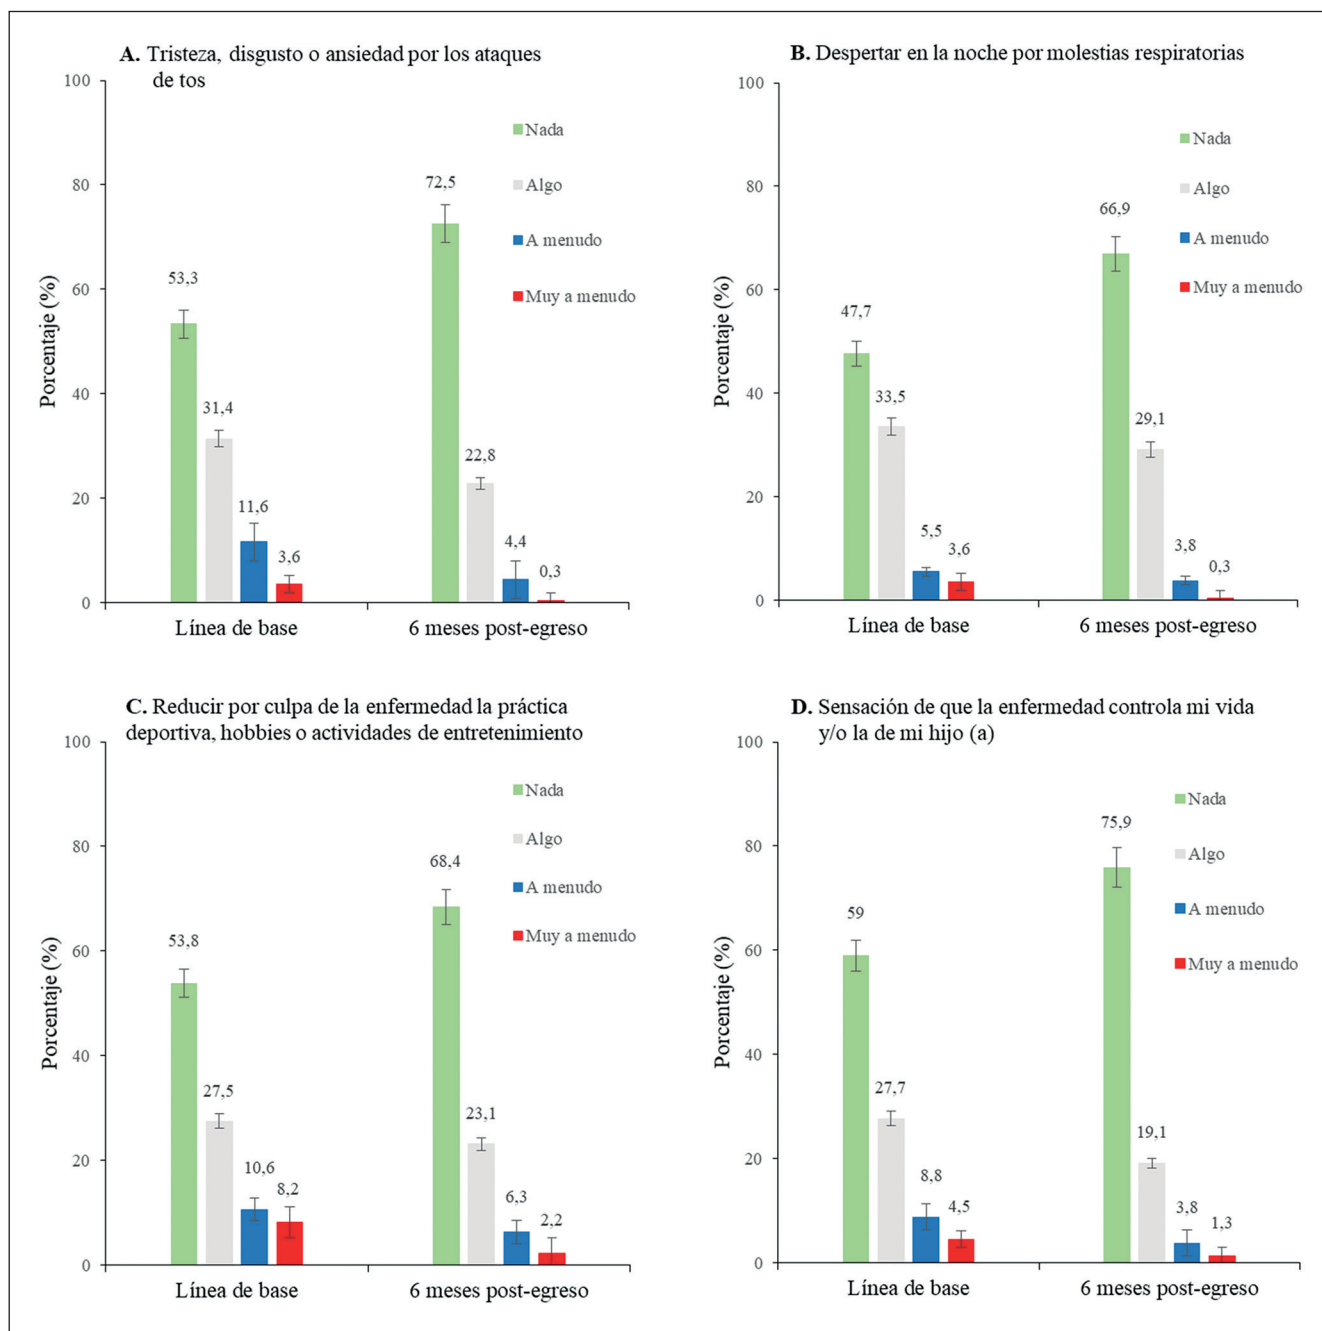 A. Tristeza, disgusto o ansiedad por los ataques
de tos
100
80
60
40
20
0
Porcentaje (%)
Nada
Algo
A menudo
Muy a menudo
53,3
31,4
11,6
3,6
72,5
22,8
4,4
0,3
Línea de base
6 meses post-egreso
B. Despertar en la noche por molestias respiratorias
100
80
60
40
20
0
Porcentaje (%)
Nada
Algo
A menudo
Muy a menudo
47,7
33,5
5,5
3,6
66,9
29,1
3,8
0,3
Línea de base
6 meses post-egreso
C. Reducir por culpa de la enfermedad la práctica
deportiva, hobbies o actividades de entretenimiento
100
80
60
40
20
0
Porcentaje (%)
Nada
Algo
A menudo
Muy a menudo
53,8
27,5
10,6
8,2
68,4
23,1
6,3
2,2
Línea de base
6 meses post-egreso
D. Sensación de que la enfermedad controla mi vida
y/o la de mi hijo (a)
100
80
60
40
20
0
Porcentaje (%)
Nada
Algo
A menudo
Muy a menudo
59
27,7
8,8
4,5
75,9
19,1
3,8
1,3
Línea de base
6 meses post-egreso